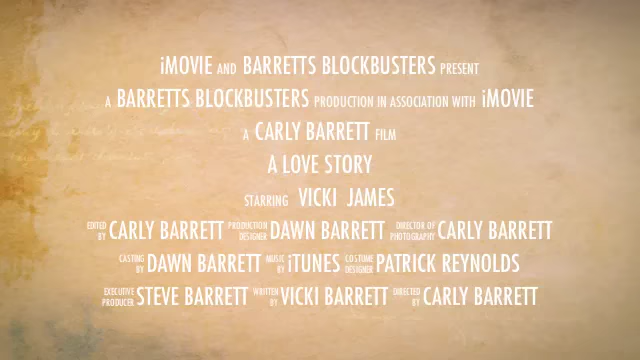 iMOVIE AND BARRETTS BLOCKBUSTERS PRESENT
A BARRETTS BLOCKBUSTERS PRODUCTION IN ASSOCIATION WITH iMOVIE
A CARLY BARRETT FILM
A LOVE STORY
STARRING VICKI JAMES
EDITED BY CARLY BARRETT PRODUCTION DESIGNER DAWN BARRETT DIRECTOR OF PHOTOGRAPHY CARLY BARRETT
CASTING BY DAWN BARRETT MUSIC BY iTUNES COSTUME DESIGNER PATRICK REYNOLDS
EXECUTIVE PRODUCER STEVE BARRETT WRITTEN BY VICKI BARRETT DIRECTED BY CARLY BARRETT